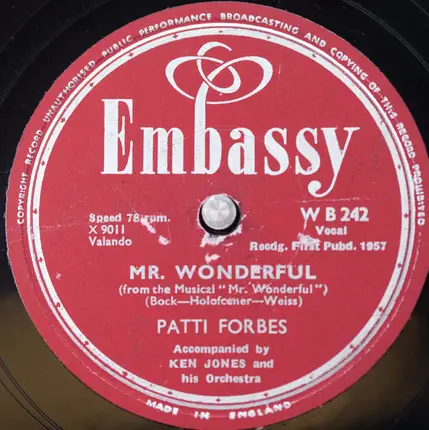 COPYRIGHT RECORD UNAUTHORISED PUBLIC PERFORMANCE BROADCASTING AND COPYING OF THIS RECORD PROHIBITED
Embassy
Speed 78 rpm.
X 9011
Valando
WB 242
Vocal
Recdg. First Pubd. 1957
MR. WONDERFUL
(from the Musical "Mr. Wonderful")
(Bock—Holofcener—Weiss)
PATTI FORBES
Accompanied by
KEN JONES and
his Orchestra
MADE IN ENGLAND